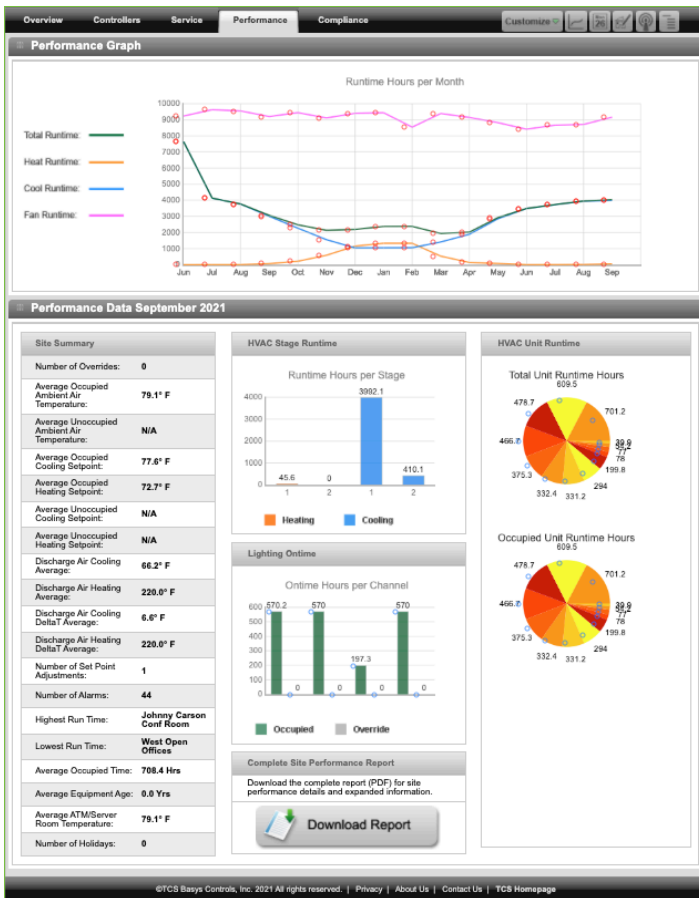 Overview Controllers Service Performance Compliance Customize
Performance Graph
Runtime Hours per Month
Total Runtime:
Heat Runtime:
Cool Runtime:
Fan Runtime:
10000
9000
8000
7000
6000
5000
4000
3000
2000
1000
0
Jun Jul Aug Sep Oct Nov Dec Jan Feb Mar Apr May Jun Jul Aug Sep
Performance Data September 2021
Site Summary
Number of Overrides: 0
Average Occupied
Ambient Air
Temperature: 79.1° F
Average Unoccupied
Ambient Air
Temperature: N/A
Average Occupied
Cooling Setpoint: 77.6° F
Average Occupied
Heating Setpoint: 72.7° F
Average Unoccupied
Cooling Setpoint: N/A
Average Unoccupied
Heating Setpoint: N/A
Discharge Air Cooling
Average: 66.2° F
Discharge Air Heating
Average: 220.0° F
Discharge Air Cooling
DeltaT Average: 6.6° F
Discharge Air Heating
DeltaT Average: 220.0° F
Number of Set Point
Adjustments: 1
Number of Alarms: 44
Highest Run Time: Johnny Carson
Conf Room
Lowest Run Time: West Open
Offices
Average Occupied Time: 708.4 Hrs
Average Equipment Age: 0.0 Yrs
Average ATM/Server
Room Temperature: 79.1° F
Number of Holidays: 0
HVAC Stage Runtime
Runtime Hours per Stage
4000
3000
2000
1000
0
45.6 0 3992.1 410.1
1 2 1 2
Heating Cooling
Lighting Ontime
Ontime Hours per Channel
600
500
400
300
200
100
0
570.2 0 570 0 197.3 0 570 0
Occupied Override
Complete Site Performance Report
Download the complete report (PDF) for site
performance details and expanded information.
Download Report
HVAC Unit Runtime
Total Unit Runtime Hours
609.5
478.7
701.2
466.7
375.3
332.4
331.2
294
199.8
78
77
Occupied Unit Runtime Hours
609.5
478.7
701.2
466.7
375.3
332.4
331.2
294
199.8
78
77
©TCS Basys Controls, Inc. 2021 All rights reserved. | Privacy | About Us | Contact Us | TCS Homepage